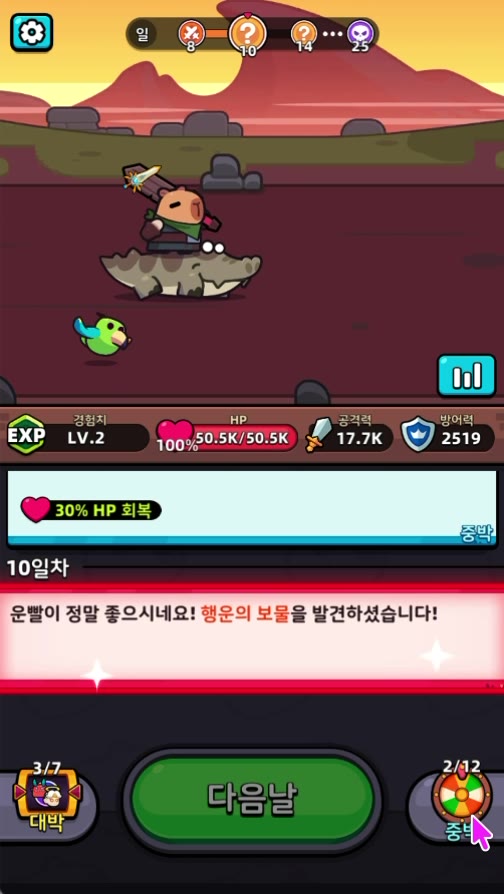 일
8
10
14
25
경험치
EXP LV.2
HP
100% 50.5K/50.5K
공격력
17.7K
방어력
2519
30% HP 회복
중박
10일차
운빨이 정말 좋으시네요! 행운의 보물을 발견하셨습니다!
3/7
대박
다음날
2/12
중박